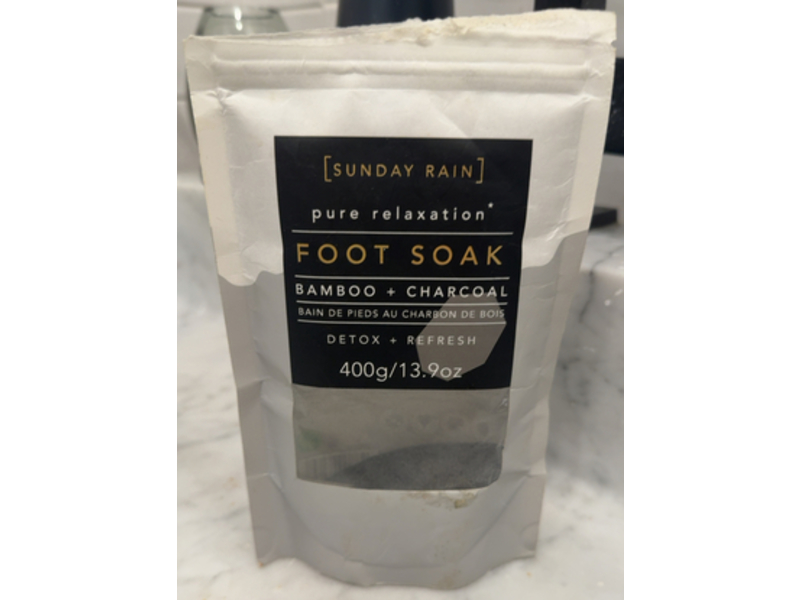 [SUNDAY RAIN]
pure relaxation*
FOOT SOAK
BAMBOO + CHARCOAL
BAIN DE PIEDS AU CHARBON DE BOIS
DETOX + REFRESH
400g/13.9oz